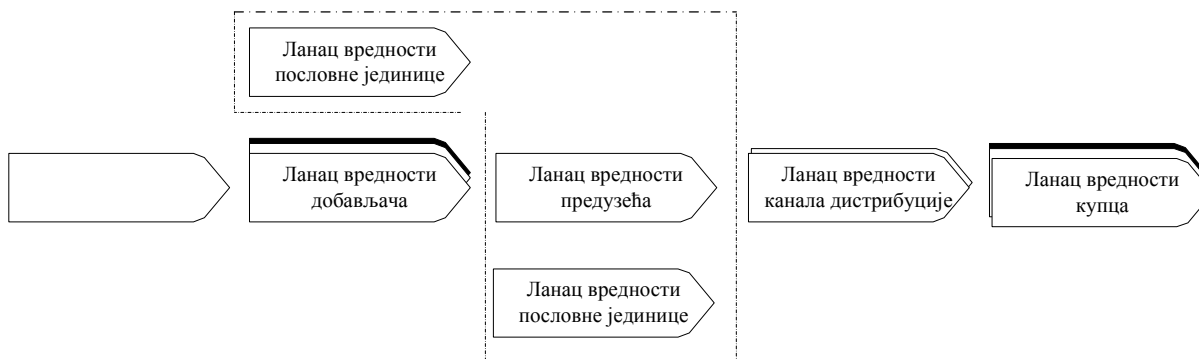 Ланац вредности
пословне јединице
Ланац вредности
добављача
Ланац вредности
предузећа
Ланац вредности
канала дистрибуције
Ланац вредности
купца
Ланац вредности
пословне јединице